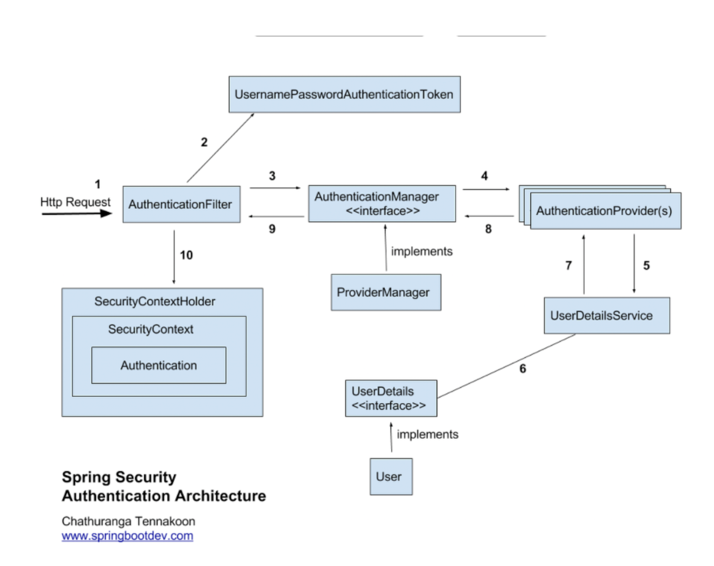 UsernamePasswordAuthenticationToken
2
1
3
4
Http Request
AuthenticationFilter
AuthenticationManager
<<interface>>
AuthenticationProvider(s)
9
8
10
implements
7
5
SecurityContextHolder
SecurityContext
Authentication
ProviderManager
UserDetailsService
6
UserDetails
<<interface>>
implements
User
Spring Security
Authentication Architecture
Chathuranga Tennakoon
www.springbootdev.com